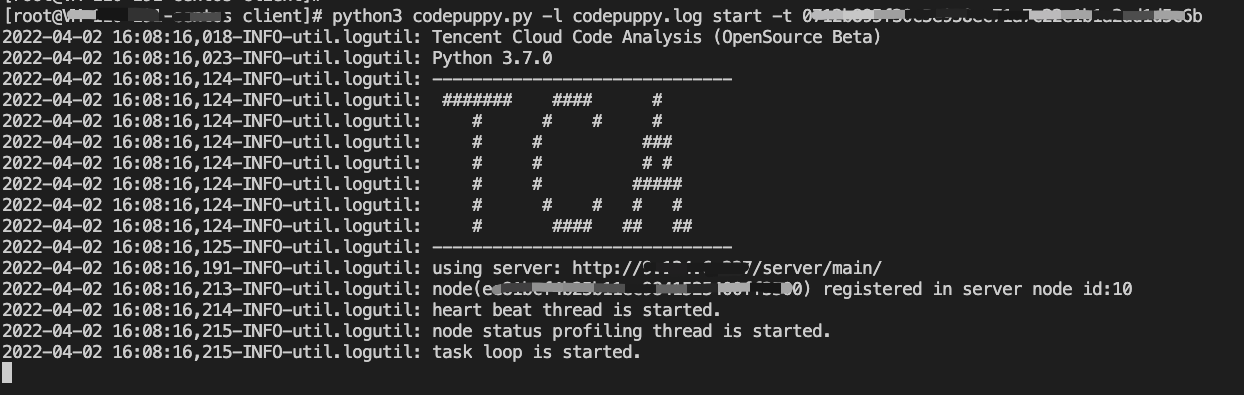 client]# python3 codepuppy.py -l codepuppy.log start -t
2022-04-02 16:08:16,018-INFO-util.logutil: Tencent Cloud Code Analysis (OpenSource Beta)
2022-04-02 16:08:16,023-INFO-util.logutil: Python 3.7.0
2022-04-02 16:08:16,124-INFO-util.logutil: ------------------------------
2022-04-02 16:08:16,124-INFO-util.logutil:  #######    ####      #
2022-04-02 16:08:16,124-INFO-util.logutil:     #      #    #     #
2022-04-02 16:08:16,124-INFO-util.logutil:     #     #          ###
2022-04-02 16:08:16,124-INFO-util.logutil:     #     #          # #
2022-04-02 16:08:16,124-INFO-util.logutil:     #     #         #####
2022-04-02 16:08:16,124-INFO-util.logutil:     #      #    #   #   #
2022-04-02 16:08:16,124-INFO-util.logutil:     #       ####   ##   ##
2022-04-02 16:08:16,125-INFO-util.logutil: ------------------------------
2022-04-02 16:08:16,191-INFO-util.logutil: using server: http:// /server/main/
2022-04-02 16:08:16,213-INFO-util.logutil: node( ) registered in server node id:10
2022-04-02 16:08:16,214-INFO-util.logutil: heart beat thread is started.
2022-04-02 16:08:16,215-INFO-util.logutil: node status profiling thread is started.
2022-04-02 16:08:16,215-INFO-util.logutil: task loop is started.